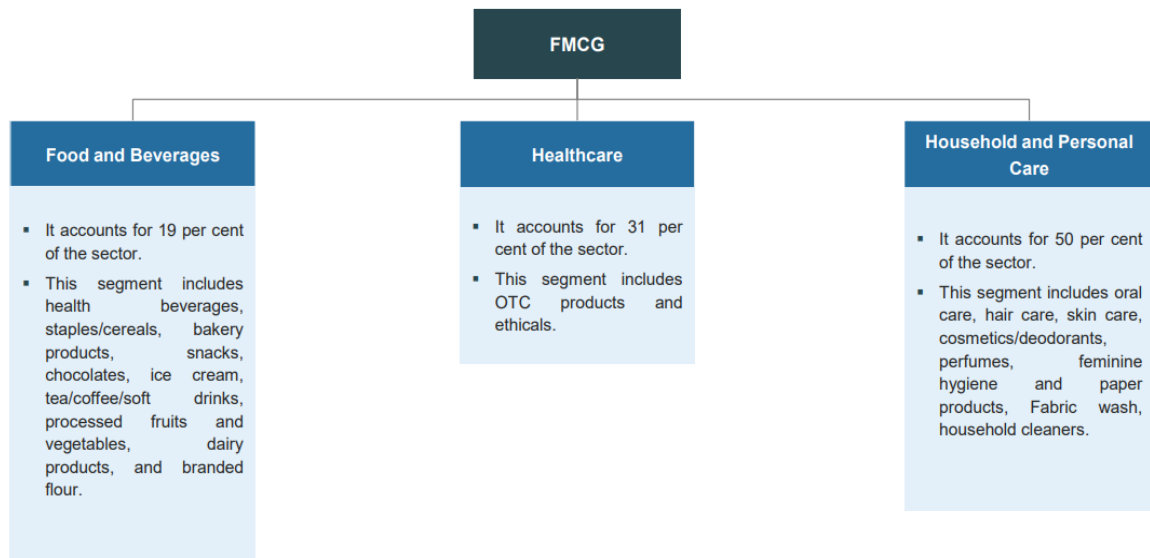 FMCG
Food and Beverages
▪ It accounts for 19 per cent
of the sector.
▪ This segment includes
health beverages,
staples/cereals, bakery
products, snacks,
chocolates, ice cream,
tea/coffee/soft drinks,
processed fruits and
vegetables, dairy
products, and branded
flour.
Healthcare
▪ It accounts for 31 per
cent of the sector.
▪ This segment includes
OTC products and
ethicals.
Household and Personal
Care
▪ It accounts for 50 per cent
of the sector.
▪ This segment includes oral
care, hair care, skin care,
cosmetics/deodorants,
perfumes, feminine
hygiene and paper
products, Fabric wash,
household cleaners.